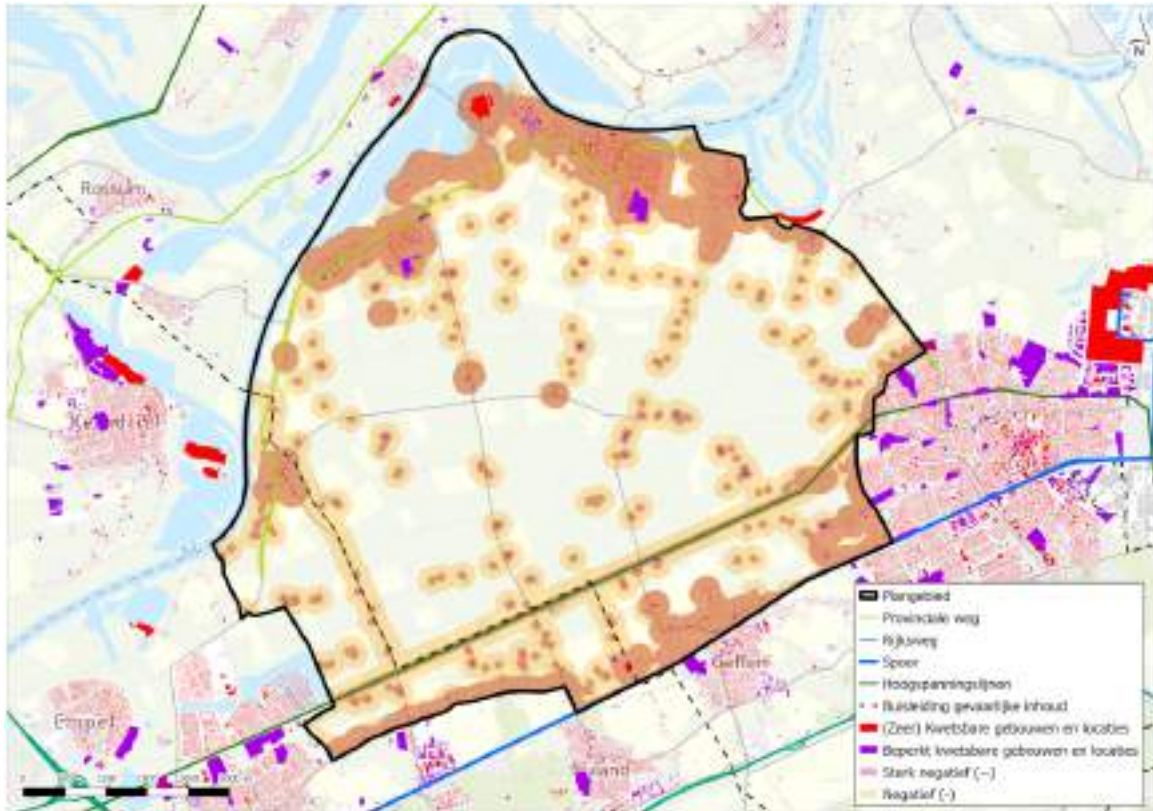 N
Rossum
Kerkdriel
Empel
Geffen
Plangebied
Provinciale weg
Rijksweg
Spoor
Hoogspanningslijnen
Buisleiding gevaarlijke inhoud
(Zeer) Kwetsbare gebouwen en locaties
Beperkt kwetsbare gebouwen en locaties
Sterk negatief (--)
Negatief (-)